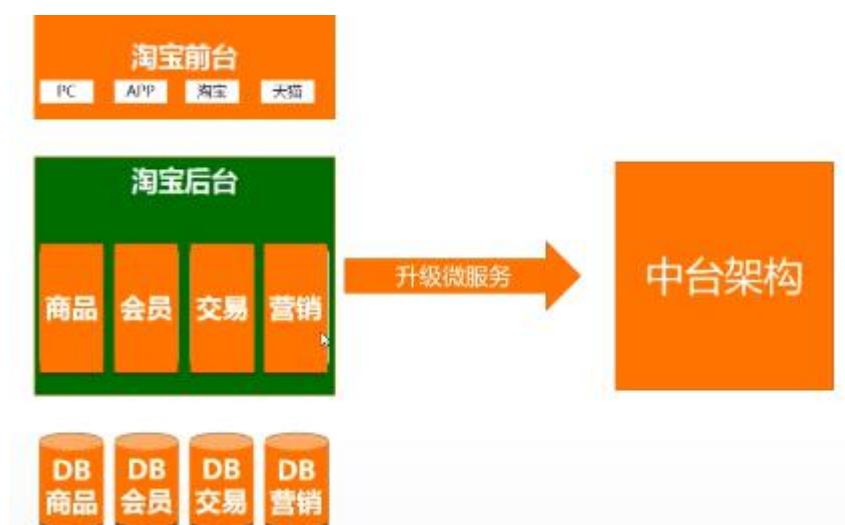 淘宝前台
PC APP 淘宝 天猫
淘宝后台
商品 会员 交易 营销
升级微服务
中台架构
DB DB DB DB
商品 会员 交易 营销